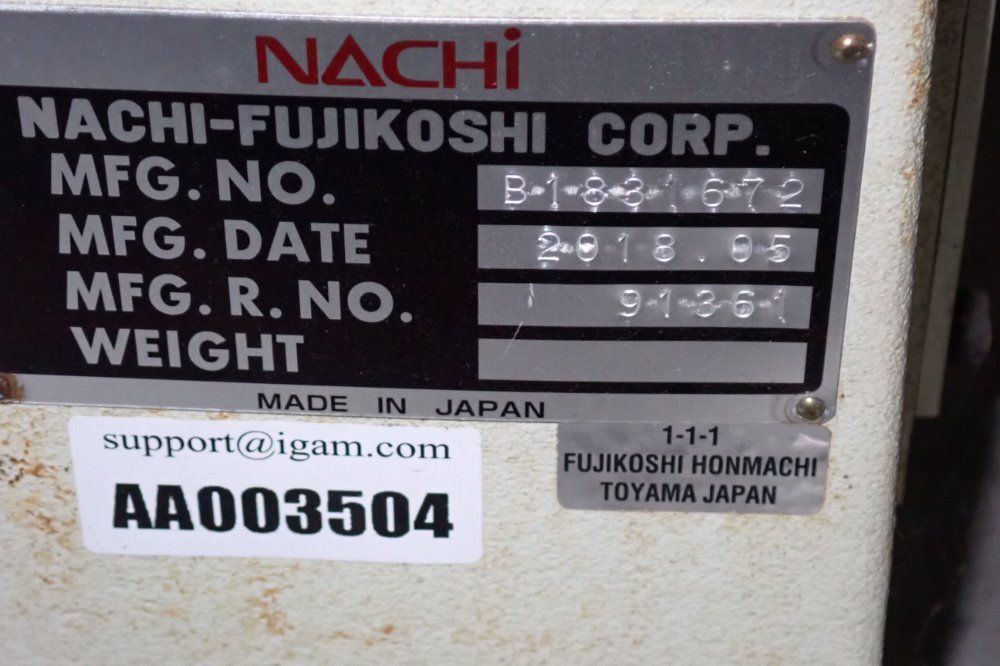 NACHi
NACHI-FUJIKOSHI CORP.
MFG. NO. B1831672
MFG. DATE 2018.05
MFG. R. NO. 91361
WEIGHT
MADE IN JAPAN
support@igam.com
AA003504
1-1-1
FUJIKOSHI HONMACHI
TOYAMA JAPAN